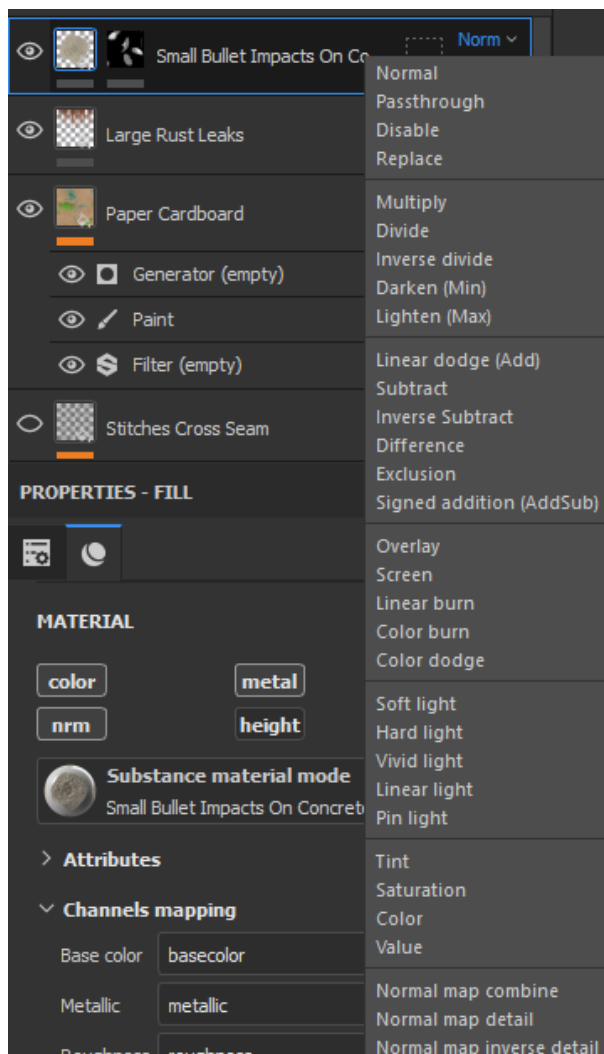 Small Bullet Impacts On Co
Norm
Large Rust Leaks
Paper Cardboard
Generator (empty)
Paint
Filter (empty)
Stitches Cross Seam
PROPERTIES - FILL
MATERIAL
color
metal
nrm
height
Substance material mode
Small Bullet Impacts On Concret
Attributes
Channels mapping
Base color
basecolor
Metallic
metallic
Roughness
roughness
Normal
Passthrough
Disable
Replace
Multiply
Divide
Inverse divide
Darken (Min)
Lighten (Max)
Linear dodge (Add)
Subtract
Inverse Subtract
Difference
Exclusion
Signed addition (AddSub)
Overlay
Screen
Linear burn
Color burn
Color dodge
Soft light
Hard light
Vivid light
Linear light
Pin light
Tint
Saturation
Color
Value
Normal map combine
Normal map detail
Normal map inverse detail